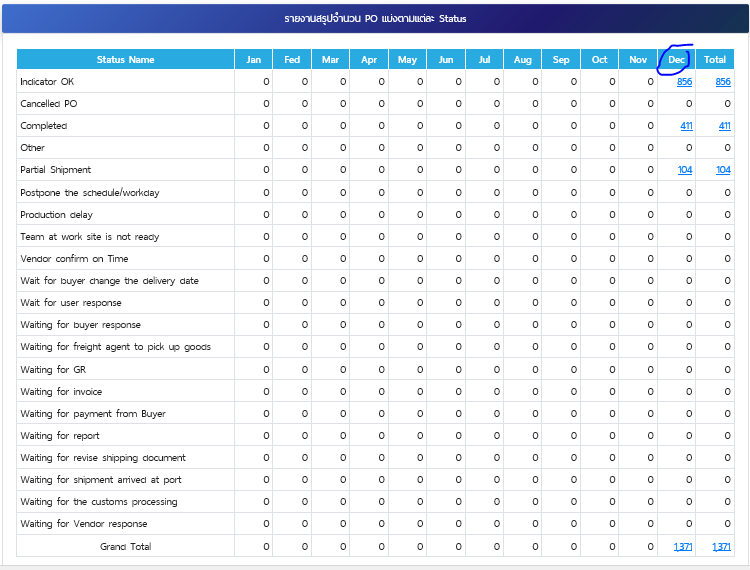 รายงานสรุปจำนวน PO แบ่งตามแต่ละ Status
Status Name Jan Fed Mar Apr May Jun Jul Aug Sep Oct Nov Dec Total
Indicator OK 0 0 0 0 0 0 0 0 0 0 0 856 856
Cancelled PO 0 0 0 0 0 0 0 0 0 0 0 0 0
Completed 0 0 0 0 0 0 0 0 0 0 0 411 411
Other 0 0 0 0 0 0 0 0 0 0 0 0 0
Partial Shipment 0 0 0 0 0 0 0 0 0 0 0 104 104
Postpone the schedule/workday 0 0 0 0 0 0 0 0 0 0 0 0 0
Production delay 0 0 0 0 0 0 0 0 0 0 0 0 0
Team at work site is not ready 0 0 0 0 0 0 0 0 0 0 0 0 0
Vendor confirm on Time 0 0 0 0 0 0 0 0 0 0 0 0 0
Wait for buyer change the delivery date 0 0 0 0 0 0 0 0 0 0 0 0 0
Wait for user response 0 0 0 0 0 0 0 0 0 0 0 0 0
Waiting for buyer response 0 0 0 0 0 0 0 0 0 0 0 0 0
Waiting for freight agent to pick up goods 0 0 0 0 0 0 0 0 0 0 0 0 0
Waiting for GR 0 0 0 0 0 0 0 0 0 0 0 0 0
Waiting for invoice 0 0 0 0 0 0 0 0 0 0 0 0 0
Waiting for payment from Buyer 0 0 0 0 0 0 0 0 0 0 0 0 0
Waiting for report 0 0 0 0 0 0 0 0 0 0 0 0 0
Waiting for revise shipping document 0 0 0 0 0 0 0 0 0 0 0 0 0
Waiting for shipment arrived at port 0 0 0 0 0 0 0 0 0 0 0 0 0
Waiting for the customs processing 0 0 0 0 0 0 0 0 0 0 0 0 0
Waiting for Vendor response 0 0 0 0 0 0 0 0 0 0 0 0 0
Grand Total 0 0 0 0 0 0 0 0 0 0 0 1,371 1,371